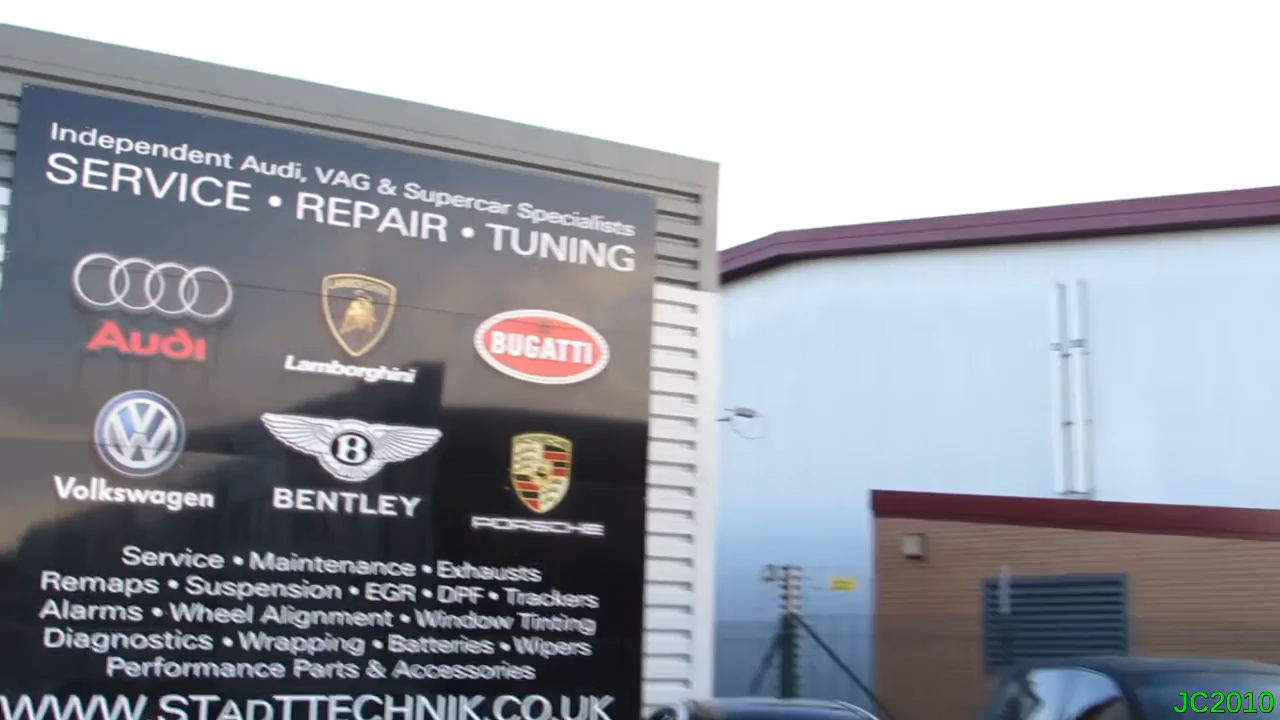 Independent Audi, VAG & Supercar Specialists
SERVICE • REPAIR • TUNING
Audi
LAMBORGHINI
Lamborghini
BUGATTI
VW
Volkswagen
B
BENTLEY
PORSCHE
Service • Maintenance • Exhausts
Remaps • Suspension • EGR • DPF • Trackers
Alarms • Wheel Alignment • Window Tinting
Diagnostics • Wrapping • Batteries • Wipers
Performance Parts & Accessories
WWW.STADTTECHNIK.CO.UK
JC2010